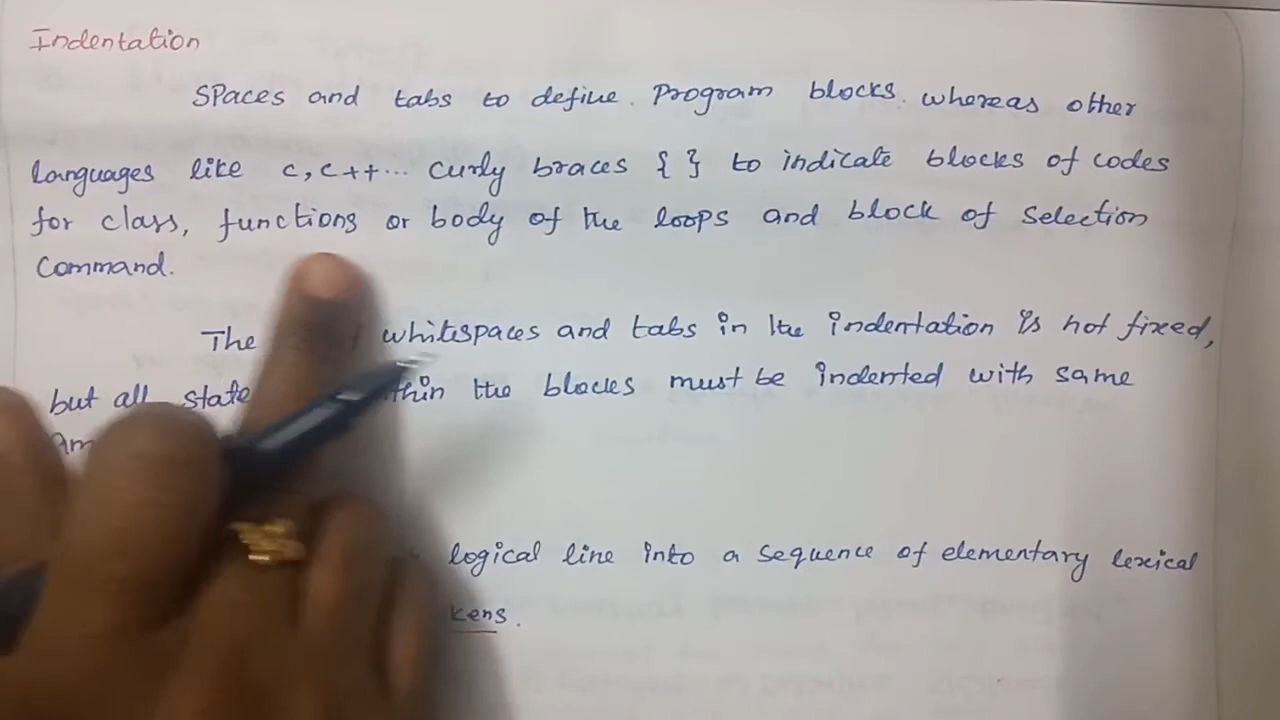 Indentation
Spaces and tabs to define Program blocks. whereas other
languages like C, C++... Curly braces { } to indicate blocks of codes
for class, functions or body of the loops and block of Selection
Command.
The whitespaces and tabs in the indentation is not fixed,
but all the blocks must be indented with same
logical line into a sequence of elementary lexical